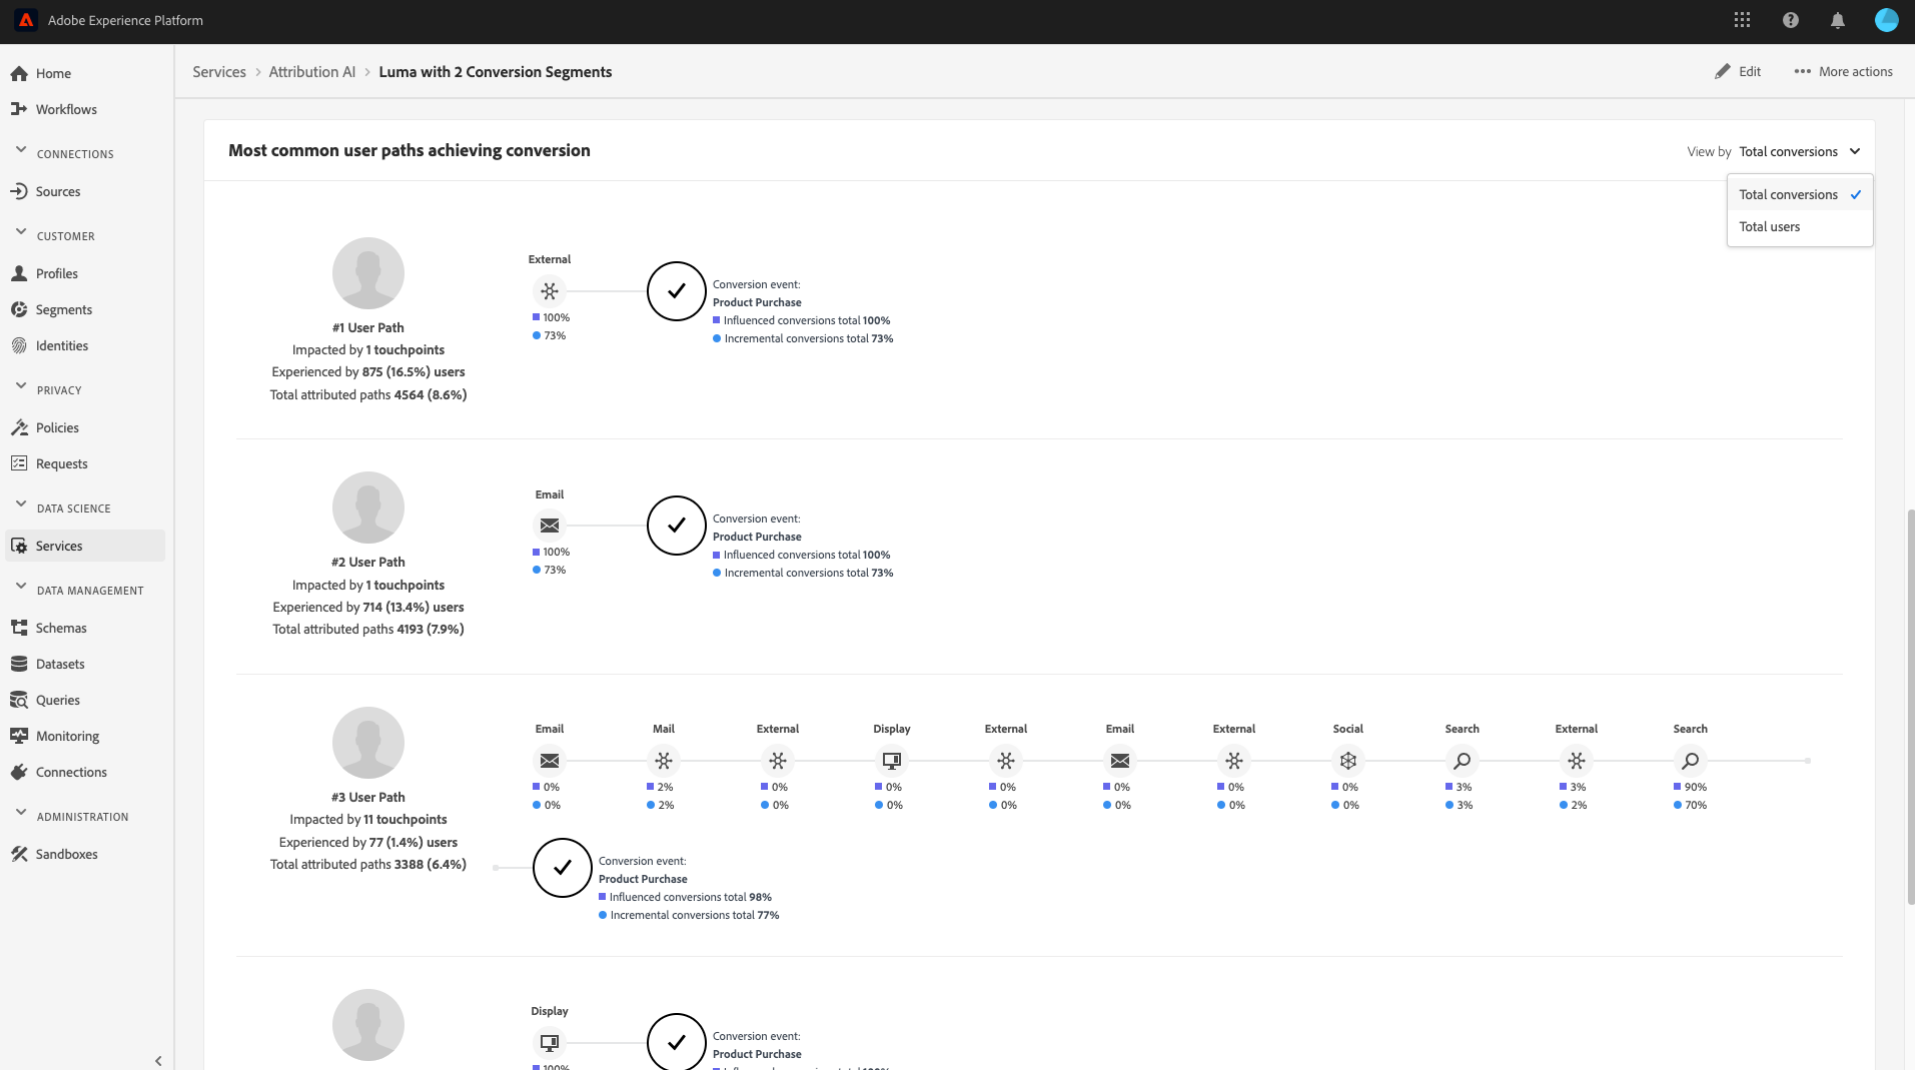 Adobe Experience Platform
Home
Workflows
CONNECTIONS
Sources
CUSTOMER
Profiles
Segments
Identities
PRIVACY
Policies
Requests
DATA SCIENCE
Services
DATA MANAGEMENT
Schemas
Datasets
Queries
Monitoring
Connections
ADMINISTRATION
Sandboxes
Services > Attribution AI > Luma with 2 Conversion Segments
Edit
More actions
Most common user paths achieving conversion
View by Total conversions
Total conversions
Total users
#1 User Path
Impacted by 1 touchpoints
Experienced by 875 (16.5%) users
Total attributed paths 4564 (8.6%)
External
100%
73%
Conversion event:
Product Purchase
Influenced conversions total 100%
Incremental conversions total 73%
#2 User Path
Impacted by 1 touchpoints
Experienced by 714 (13.4%) users
Total attributed paths 4193 (7.9%)
Email
100%
73%
Conversion event:
Product Purchase
Influenced conversions total 100%
Incremental conversions total 73%
#3 User Path
Impacted by 11 touchpoints
Experienced by 77 (1.4%) users
Total attributed paths 3388 (6.4%)
Email Mail External Display External Email External Social Search External Search
0% 2% 0% 0% 0% 0% 0% 0% 3% 3% 90%
0% 2% 0% 0% 0% 0% 0% 0% 3% 2% 70%
Conversion event:
Product Purchase
Influenced conversions total 98%
Incremental conversions total 77%
Display
100%
Conversion event:
Product Purchase